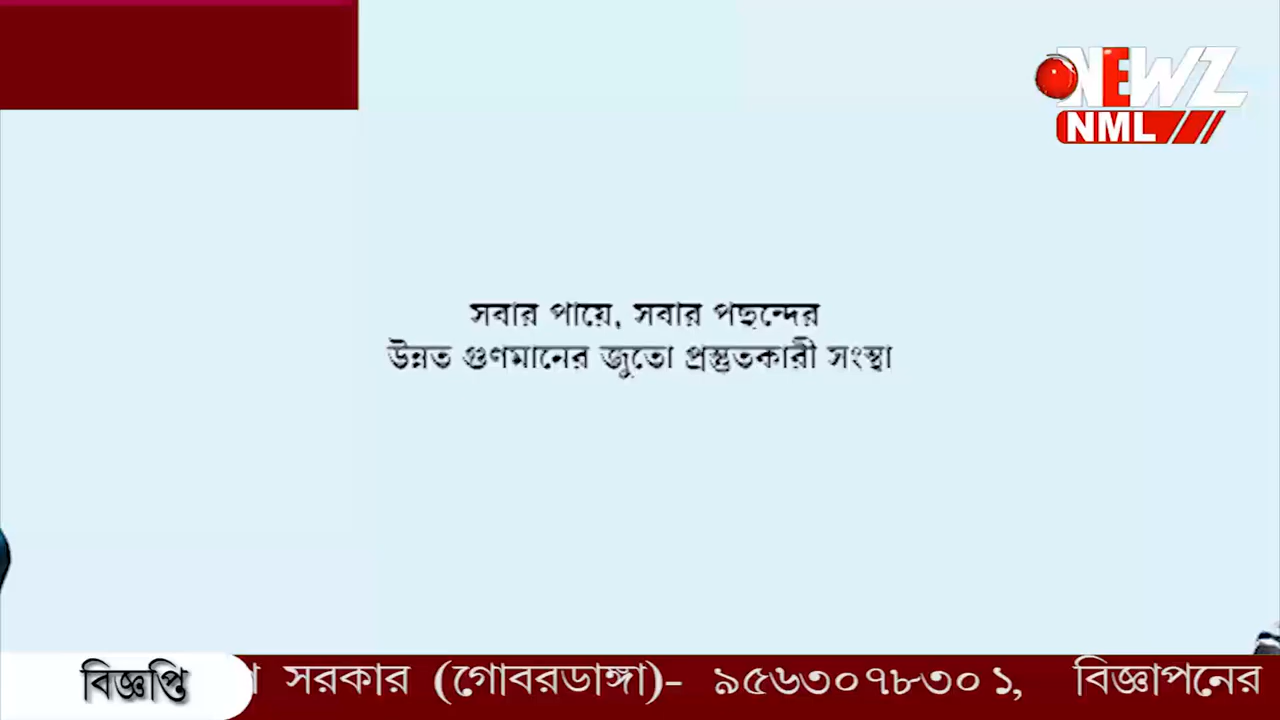 NEWZ
NML
সবার পায়ে, সবার পছন্দের
উন্নত গুণমানের জুতো প্রস্তুতকারী সংস্থা
বিজ্ঞপ্তি
সরকার (গোবরডাঙ্গা)- ৯৫৬৩০৭৮৩০১, বিজ্ঞাপনের